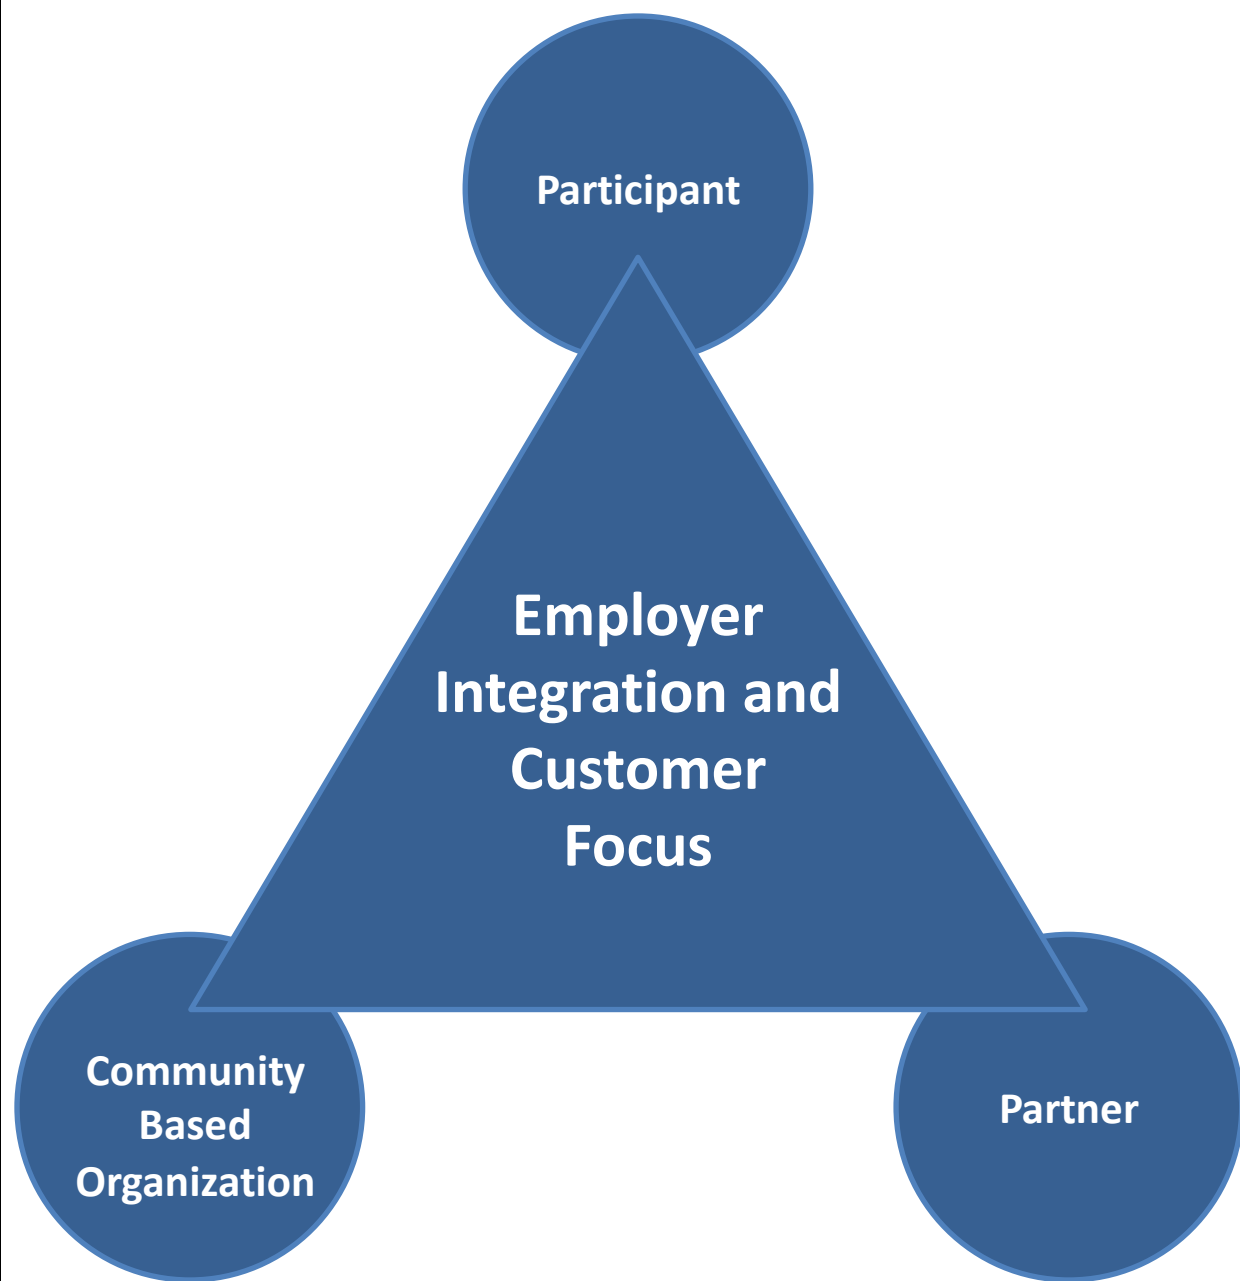 Participant
Employer
Integration and
Customer
Focus
Community
Based
Organization
Partner